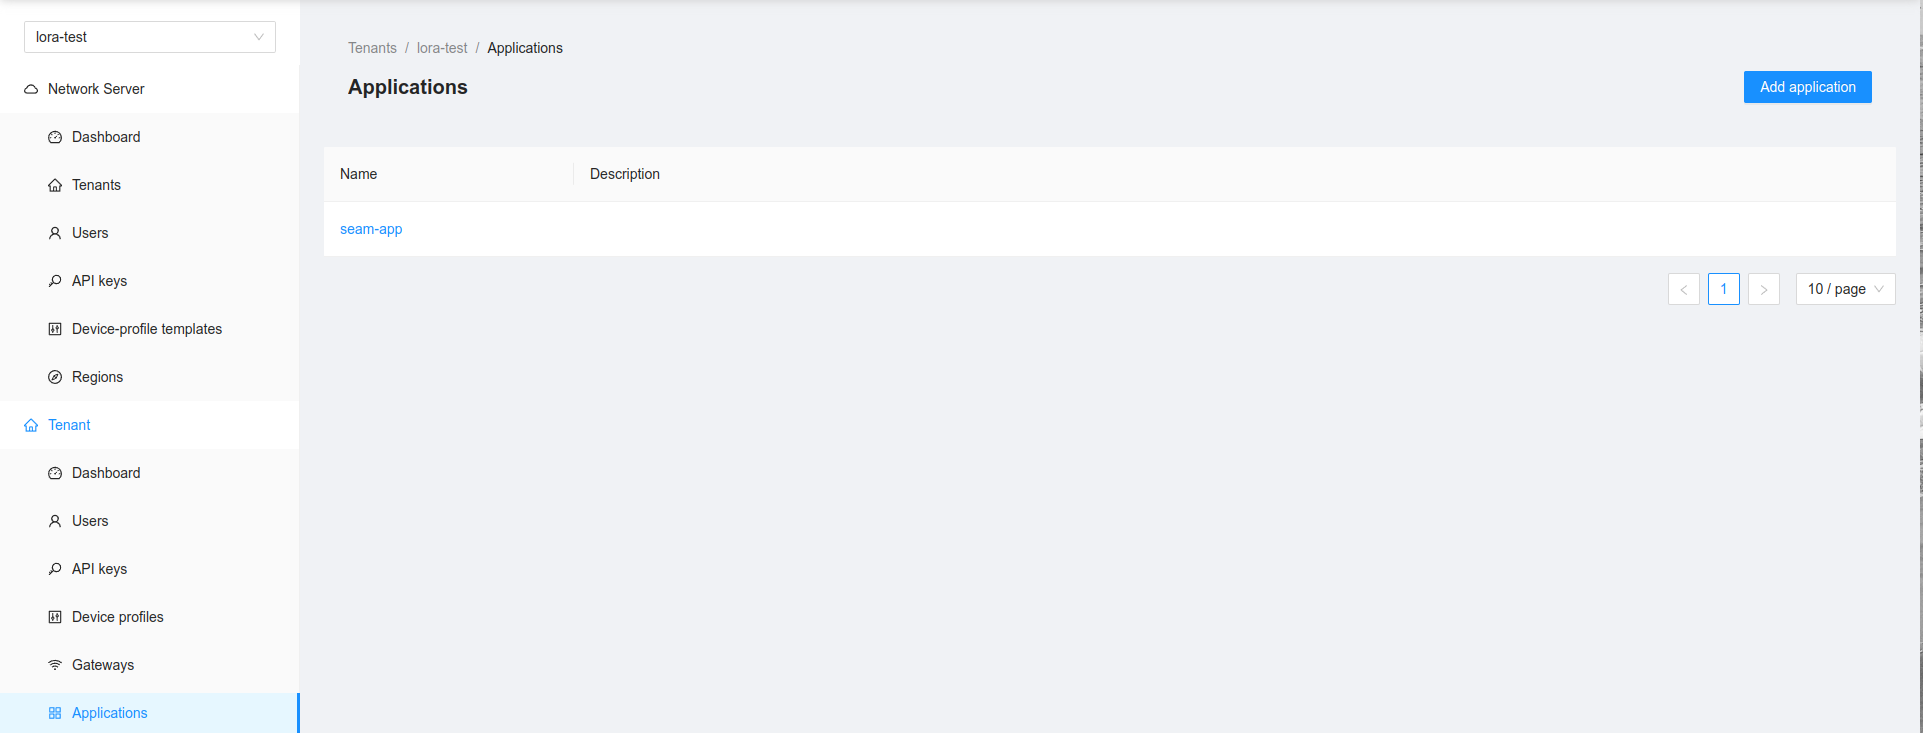 lora-test
Network Server
Dashboard
Tenants
Users
API keys
Device-profile templates
Regions
Tenant
Dashboard
Users
API keys
Device profiles
Gateways
Applications
Tenants / lora-test / Applications
Applications
Add application
Name Description
seam-app
< 1 > 10 / page